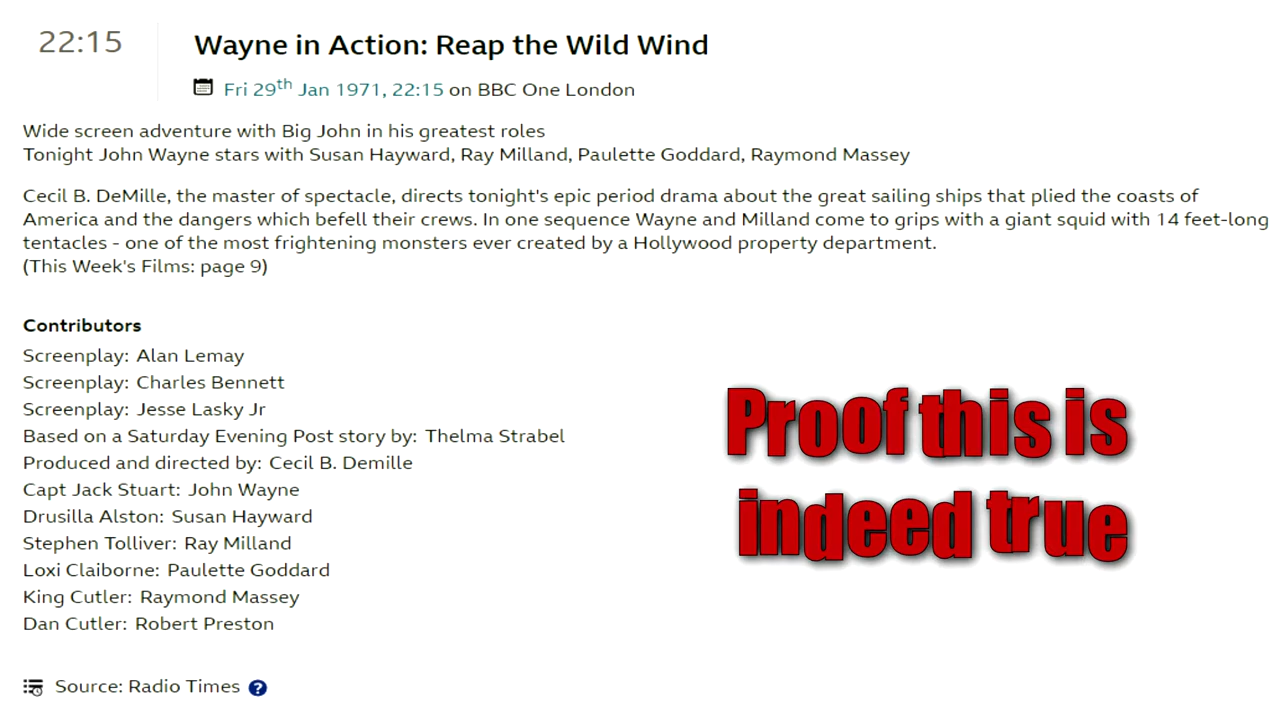 22:15
Wayne in Action: Reap the Wild Wind
Fri 29th Jan 1971, 22:15 on BBC One London
Wide screen adventure with Big John in his greatest roles
Tonight John Wayne stars with Susan Hayward, Ray Milland, Paulette Goddard, Raymond Massey
Cecil B. DeMille, the master of spectacle, directs tonight's epic period drama about the great sailing ships that plied the coasts of
America and the dangers which befell their crews. In one sequence Wayne and Milland come to grips with a giant squid with 14 feet-long
tentacles - one of the most frightening monsters ever created by a Hollywood property department.
(This Week's Films: page 9)
Contributors
Screenplay: Alan Lemay
Screenplay: Charles Bennett
Screenplay: Jesse Lasky Jr
Based on a Saturday Evening Post story by: Thelma Strabel
Produced and directed by: Cecil B. Demille
Capt Jack Stuart: John Wayne
Drusilla Alston: Susan Hayward
Stephen Tolliver: Ray Milland
Loxi Claiborne: Paulette Goddard
King Cutler: Raymond Massey
Dan Cutler: Robert Preston
Proof this is
indeed true
Source: Radio Times ?